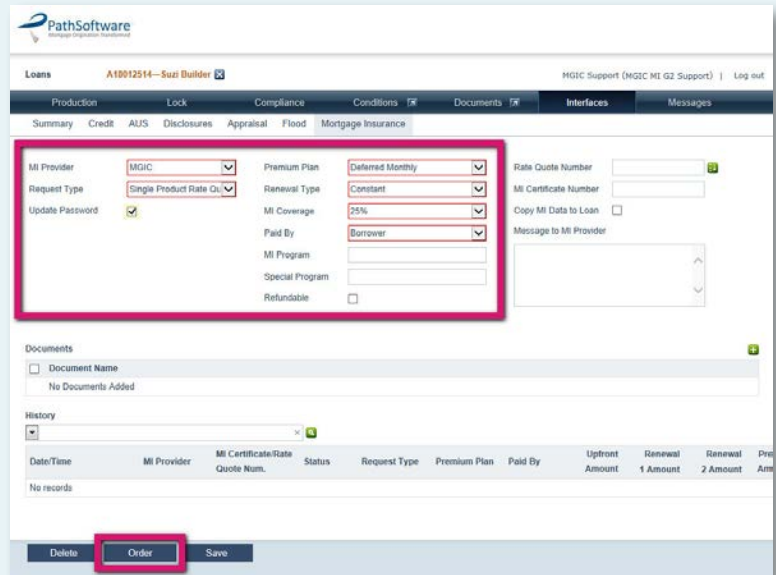 PathSoftware
Mortgage Origination Transformed
Loans A10012514—Suzi Builder MGIC Support (MGIC MI G2 Support) | Log out
Production Lock Compliance Conditions Documents Interfaces Messages
Summary Credit AUS Disclosures Appraisal Flood Mortgage Insurance
MI Provider MGIC Premium Plan Deferred Monthly Rate Quote Number
Request Type Single Product Rate Qu Renewal Type Constant MI Certificate Number
Update Password MI Coverage 25% Copy MI Data to Loan
Paid By Borrower Message to MI Provider
MI Program
Special Program
Refundable
Documents
Document Name
No Documents Added
History
Date/Time MI Provider MI Certificate/Rate Quote Num. Status Request Type Premium Plan Paid By Upfront Amount Renewal 1 Amount Renewal 2 Amount Pre Am
No records
Delete Order Save